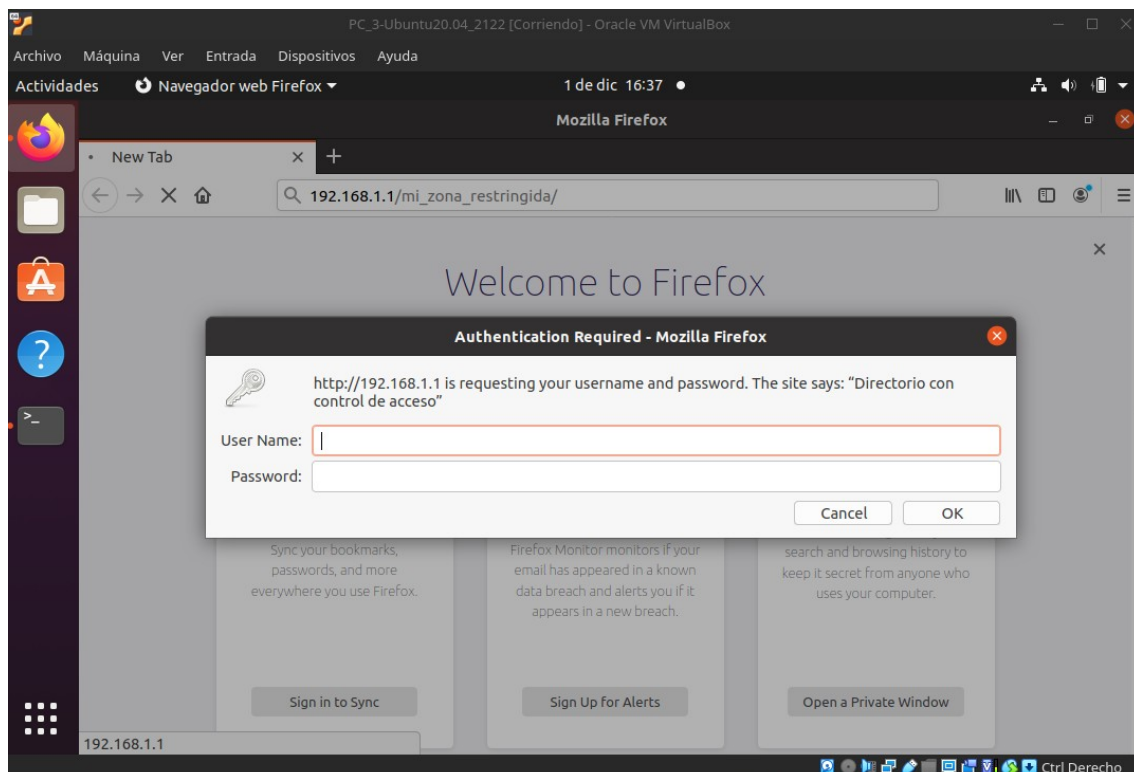 PC_3-Ubuntu20.04_2122 [Corriendo] - Oracle VM VirtualBox
Archivo Máquina Ver Entrada Dispositivos Ayuda
Actividades Navegador web Firefox 1 de dic 16:37
Mozilla Firefox
New Tab
192.168.1.1/mi_zona_restringida/
Welcome to Firefox
Authentication Required - Mozilla Firefox
http://192.168.1.1 is requesting your username and password. The site says: “Directorio con
control de acceso”
User Name:
Password:
Cancel OK
Sync your bookmarks,
passwords, and more
everywhere you use Firefox.
Firefox Monitor monitors if your
email has appeared in a known
data breach and alerts you if it
appears in a new breach.
search and browsing history to
keep it secret from anyone who
uses your computer.
Sign in to Sync
Sign Up for Alerts
Open a Private Window
192.168.1.1
Ctrl Derecho